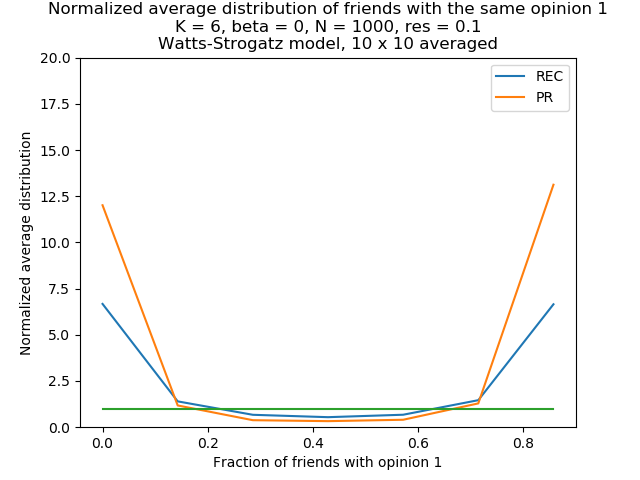 Normalized average distribution of friends with the same opinion 1
K = 6, beta = 0, N = 1000, res = 0.1
Watts-Strogatz model, 10 x 10 averaged
20.0
17.5
15.0
12.5
10.0
7.5
5.0
2.5
0.0
Normalized average distribution
REC
PR
0.0 0.2 0.4 0.6 0.8
Fraction of friends with opinion 1